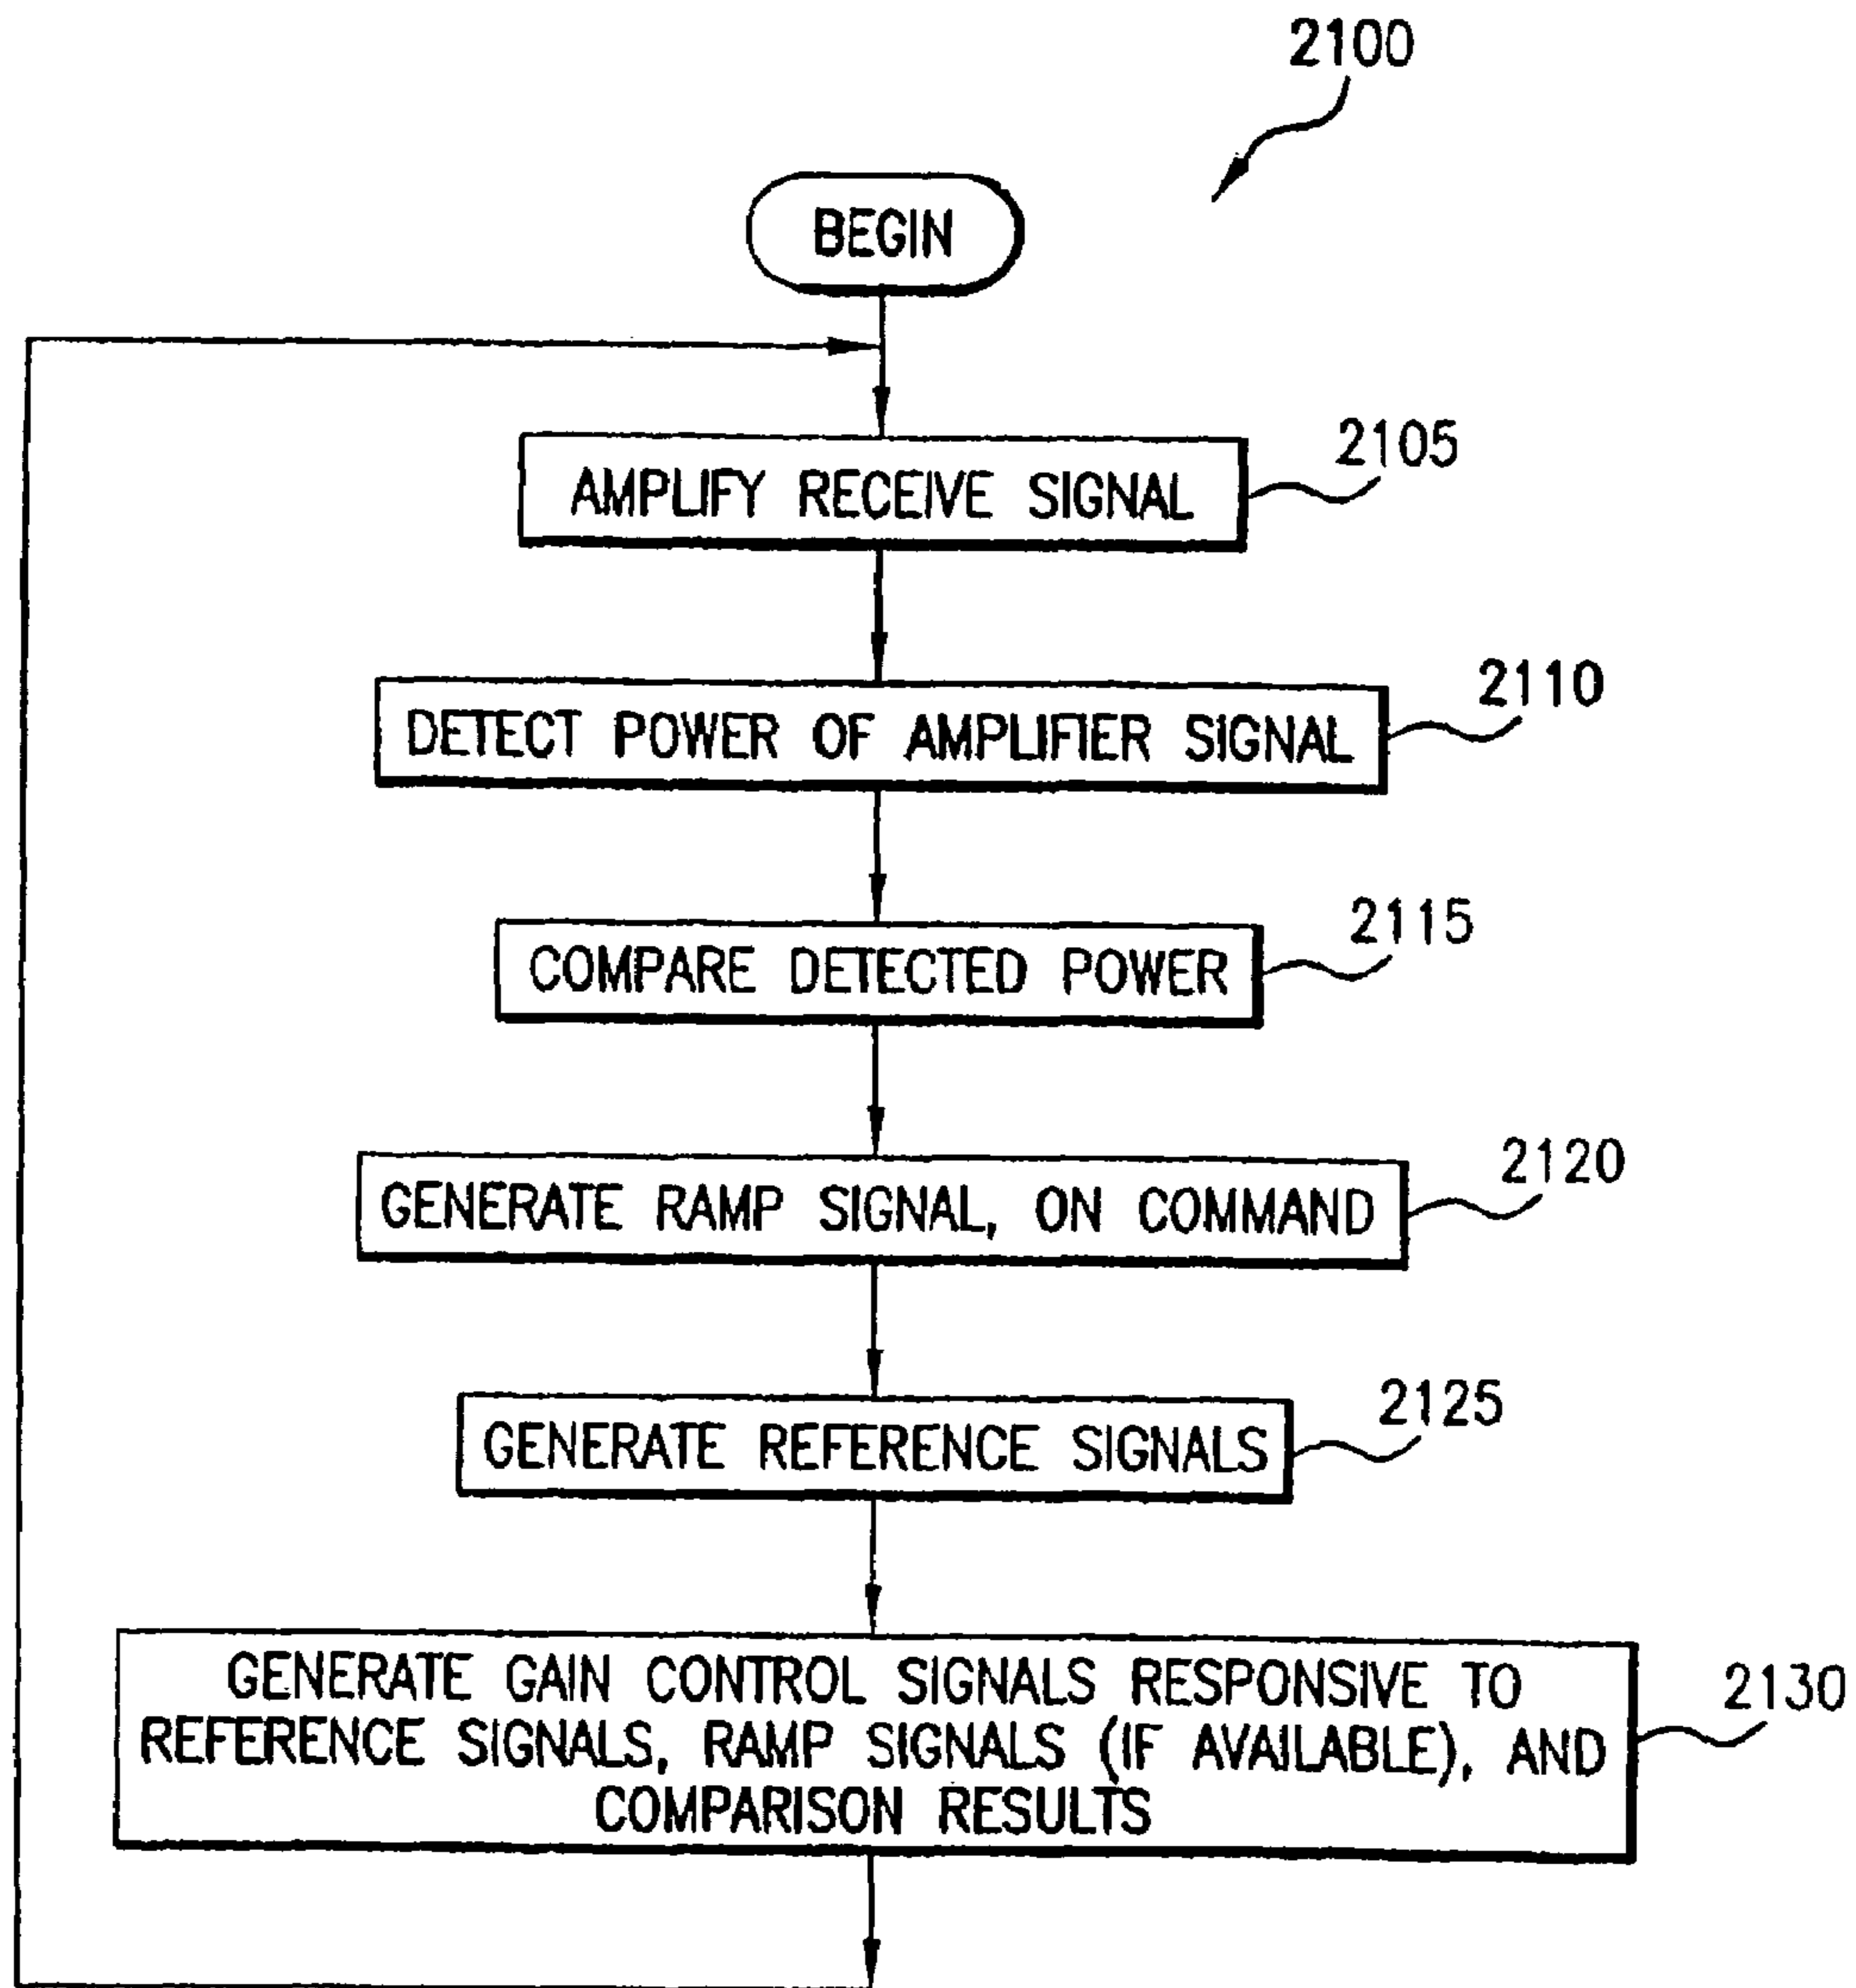 2100
BEGIN
AMPLIFY RECEIVE SIGNAL
2105
DETECT POWER OF AMPLIFIER SIGNAL
2110
COMPARE DETECTED POWER
2115
GENERATE RAMP SIGNAL, ON COMMAND
2120
GENERATE REFERENCE SIGNALS
2125
GENERATE GAIN CONTROL SIGNALS RESPONSIVE TO
REFERENCE SIGNALS, RAMP SIGNALS (IF AVAILABLE), AND
COMPARISON RESULTS
2130